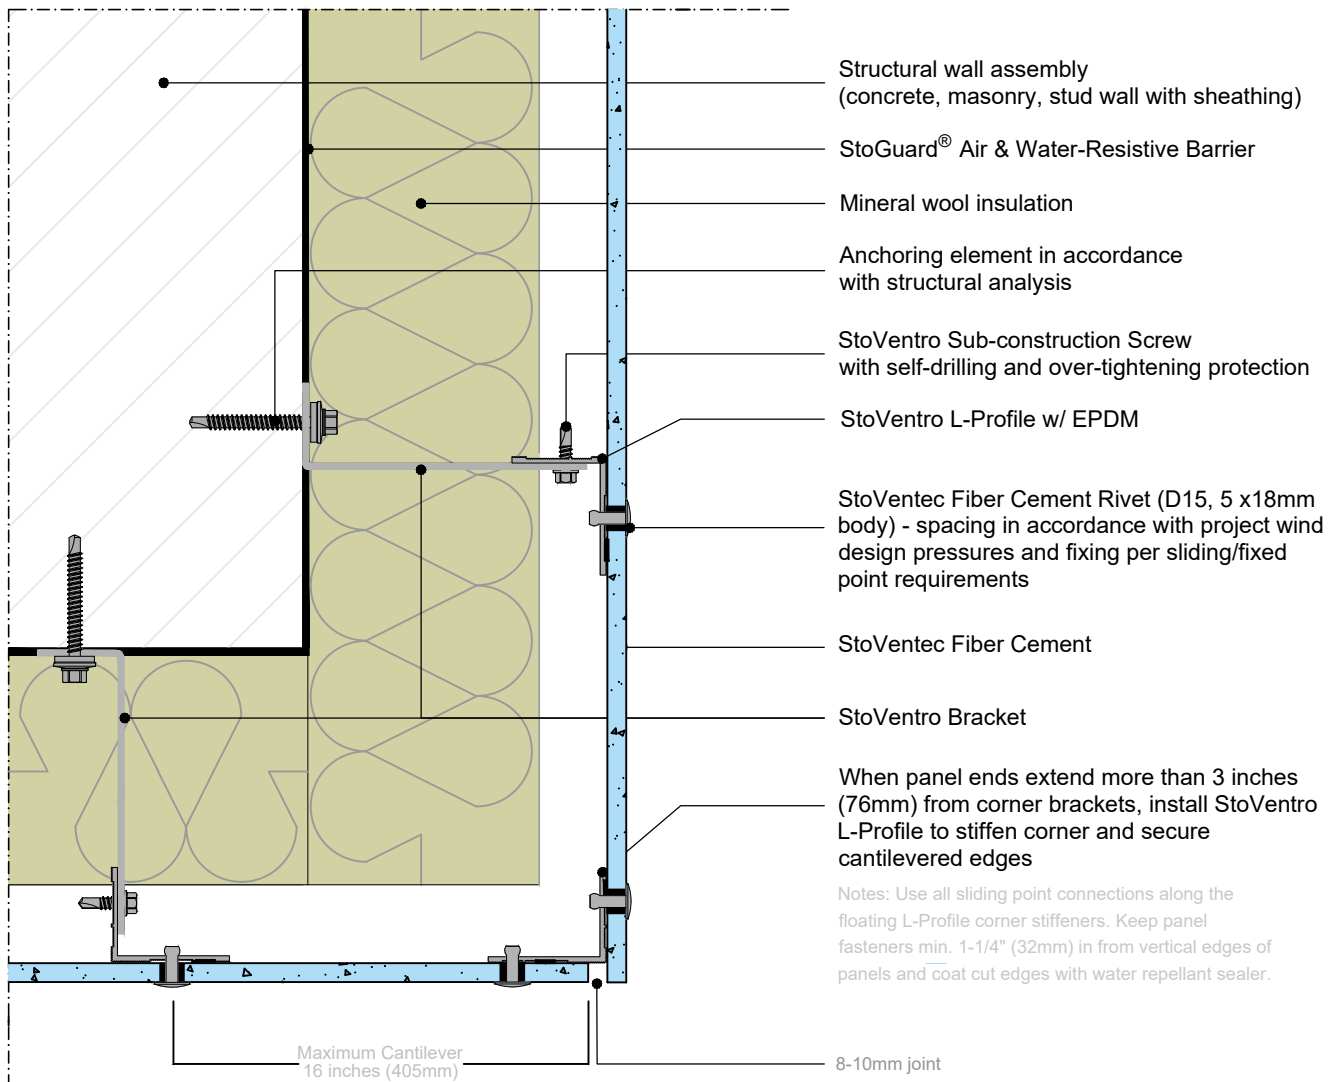 Structural wall assembly
(concrete, masonry, stud wall with sheathing)
StoGuard® Air & Water-Resistive Barrier
Mineral wool insulation
Anchoring element in accordance
with structural analysis
StoVentro Sub-construction Screw
with self-drilling and over-tightening protection
StoVentro L-Profile w/ EPDM
StoVentec Fiber Cement Rivet (D15, 5 x18mm
body) - spacing in accordance with project wind
design pressures and fixing per sliding/fixed
point requirements
StoVentec Fiber Cement
StoVentro Bracket
When panel ends extend more than 3 inches
(76mm) from corner brackets, install StoVentro
L-Profile to stiffen corner and secure
cantilevered edges
Notes: Use all sliding point connections along the
floating L-Profile corner stiffeners. Keep panel
fasteners min. 1-1/4" (32mm) in from vertical edges of
panels and coat cut edges with water repellant sealer.
Maximum Cantilever
16 inches (405mm)
8-10mm joint